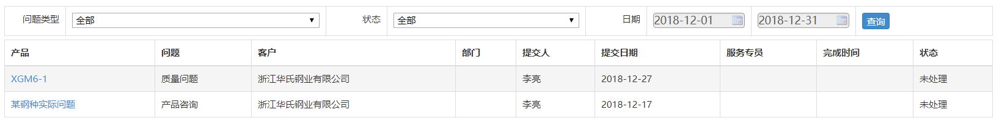 问题类型 全部 状态 全部 日期 2018-12-01 2018-12-31 查询
产品 问题 客户 部门 提交人 提交日期 服务专员 完成时间 状态
XGM6-1 质量问题 浙江华氏钢业有限公司 李亮 2018-12-27 未处理
某钢种实际问题 产品咨询 浙江华氏钢业有限公司 李亮 2018-12-17 未处理